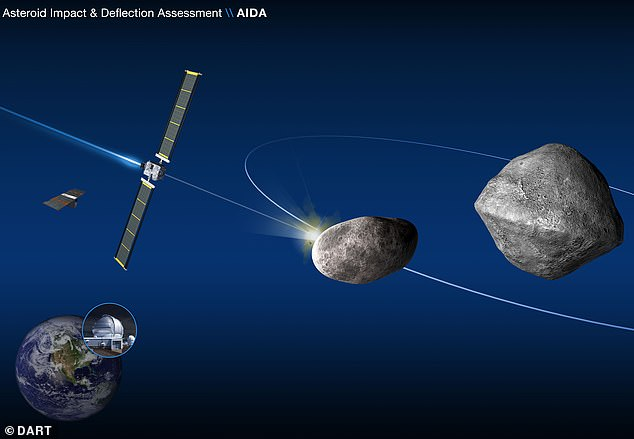 Asteroid Impact & Deflection Assessment \\ AIDA
© DART